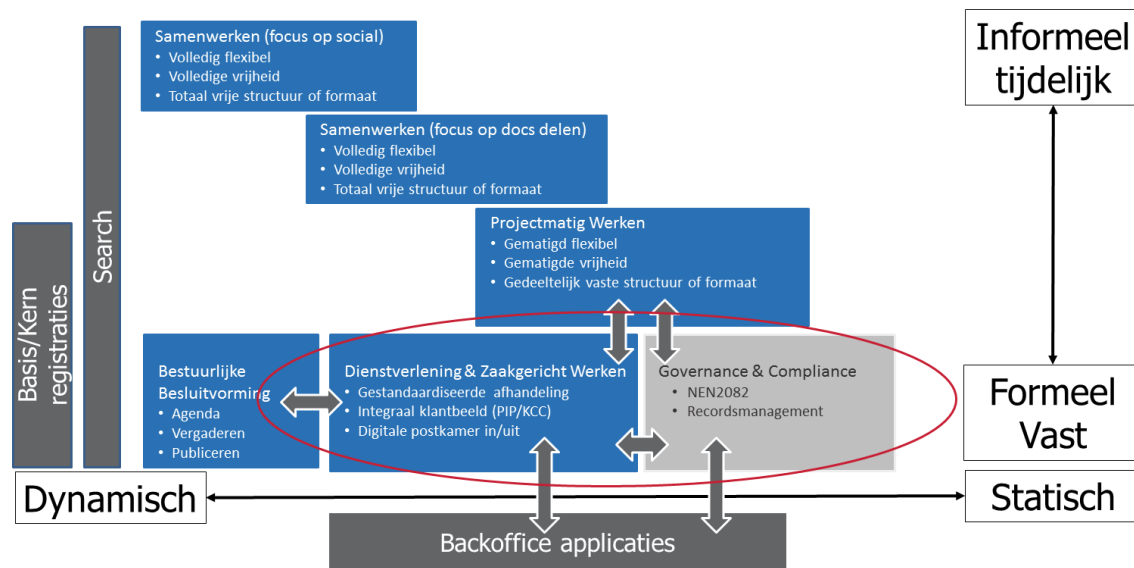 Samenwerken (focus op social)
• Volledig flexibel
• Volledige vrijheid
• Totaal vrije structuur of formaat
Informeel
tijdelijk
Samenwerken (focus op docs delen)
• Volledig flexibel
• Volledige vrijheid
• Totaal vrije structuur of formaat
Search
Basis/Kern
registraties
Projectmatig Werken
• Gematigd flexibel
• Gematigde vrijheid
• Gedeeltelijk vaste structuur of formaat
Bestuurlijke
Besluitvorming
• Agenda
• Vergaderen
• Publiceren
Dienstverlening & Zaakgericht Werken
• Gestandaardiseerde afhandeling
• Integraal klantbeeld (PIP/KCC)
• Digitale postkamer in/uit
Governance & Compliance
• NEN2082
• Recordsmanagement
Formeel
Vast
Dynamisch
Statisch
Backoffice applicaties